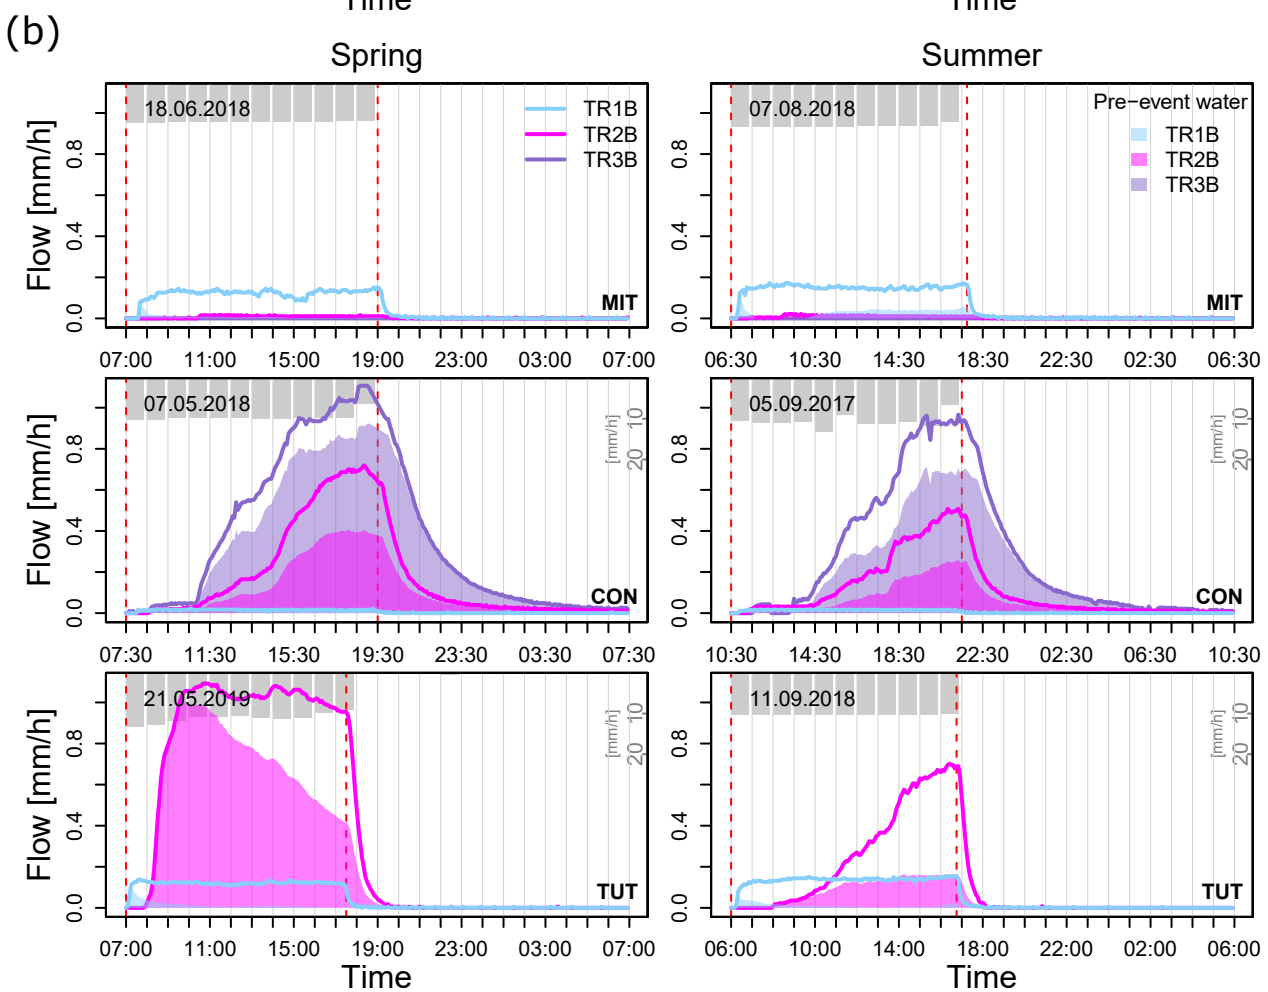 Time Time
(b)
Spring Summer
18.06.2018
TR1B
TR2B
TR3B
Flow [mm/h]
0.8
0.4
0.0
MIT
07:00 11:00 15:00 19:00 23:00 03:00 07:00
07.08.2018
Pre−event water
TR1B
TR2B
TR3B
0.8
0.4
0.0
MIT
06:30 10:30 14:30 18:30 22:30 02:30 06:30
07.05.2018
Flow [mm/h]
0.8
0.4
0.0
[mm/h]
20 10
CON
07:30 11:30 15:30 19:30 23:30 03:30 07:30
05.09.2017
0.8
0.4
0.0
[mm/h]
20 10
CON
10:30 14:30 18:30 22:30 02:30 06:30 10:30
21.05.2019
Flow [mm/h]
0.8
0.4
0.0
[mm/h]
20 10
TUT
07:00 11:00 15:00 19:00 23:00 03:00 07:00
Time
11.09.2018
0.8
0.4
0.0
[mm/h]
20 10
TUT
06:00 10:00 14:00 18:00 22:00 02:00 06:00
Time